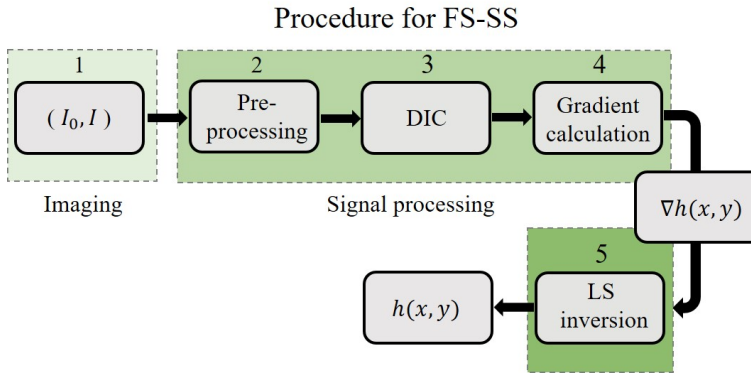 Procedure for FS-SS
1
( I₀, I )
Imaging
2
Pre-
processing
3
DIC
4
Gradient
calculation
Signal processing
∇h(x, y)
5
LS
inversion
h(x, y)